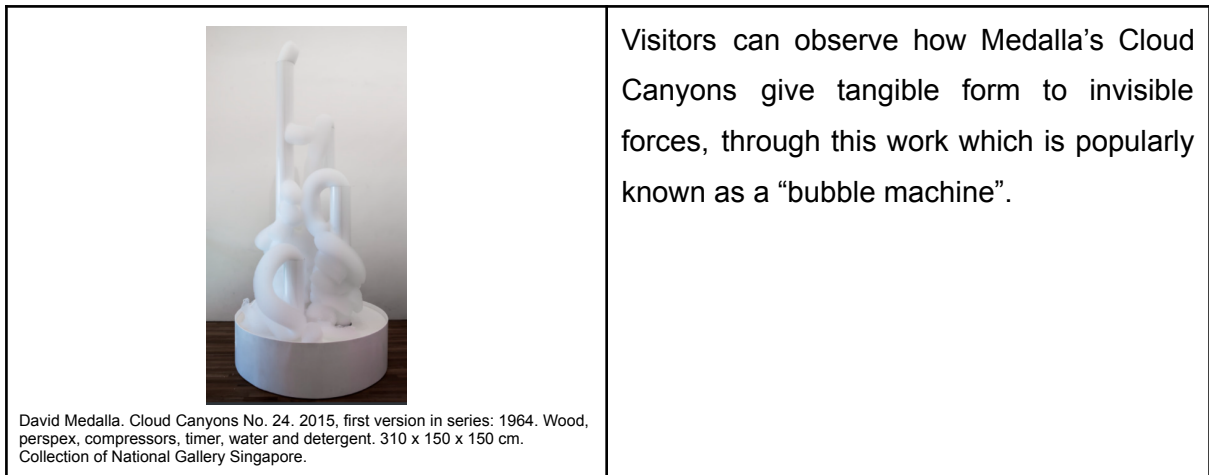 David Medalla. Cloud Canyons No. 24. 2015, first version in series: 1964. Wood,
perspex, compressors, timer, water and detergent. 310 x 150 x 150 cm.
Collection of National Gallery Singapore.
Visitors can observe how Medalla’s Cloud
Canyons give tangible form to invisible
forces, through this work which is popularly
known as a “bubble machine”.